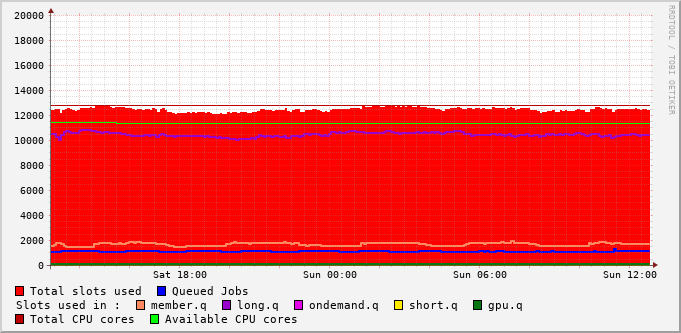 RRDTOOL / TOBI OETIKER
20000
18000
16000
14000
12000
10000
8000
6000
4000
2000
0
Sat 18:00 Sun 00:00 Sun 06:00 Sun 12:00
Total slots used Queued Jobs
Slots used in : member.q long.q ondemand.q short.q gpu.q
Total CPU cores Available CPU cores